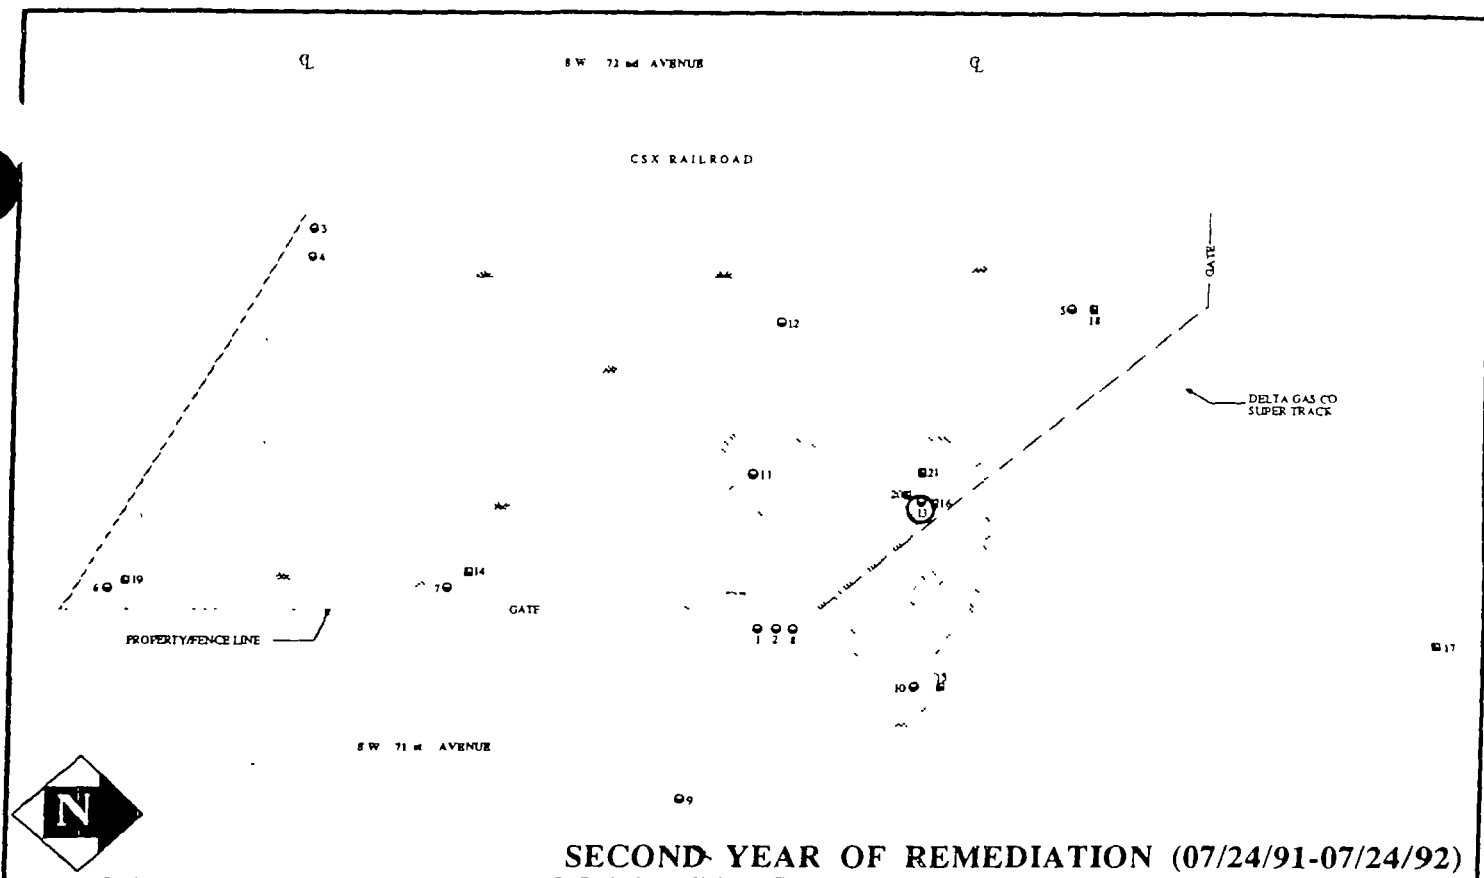 ℄
S W 72 nd AVENUE
℄
CSX RAILROAD
3
4
GATE
5
18
12
DELTA GAS CO
SUPER TRACK
11
21
20
16
13
14
19
6
7
GATE
PROPERTY/FENCE LINE
1 2 8
17
15
10
S W 71 st AVENUE
9
N
SECOND YEAR OF REMEDIATION (07/24/91-07/24/92)